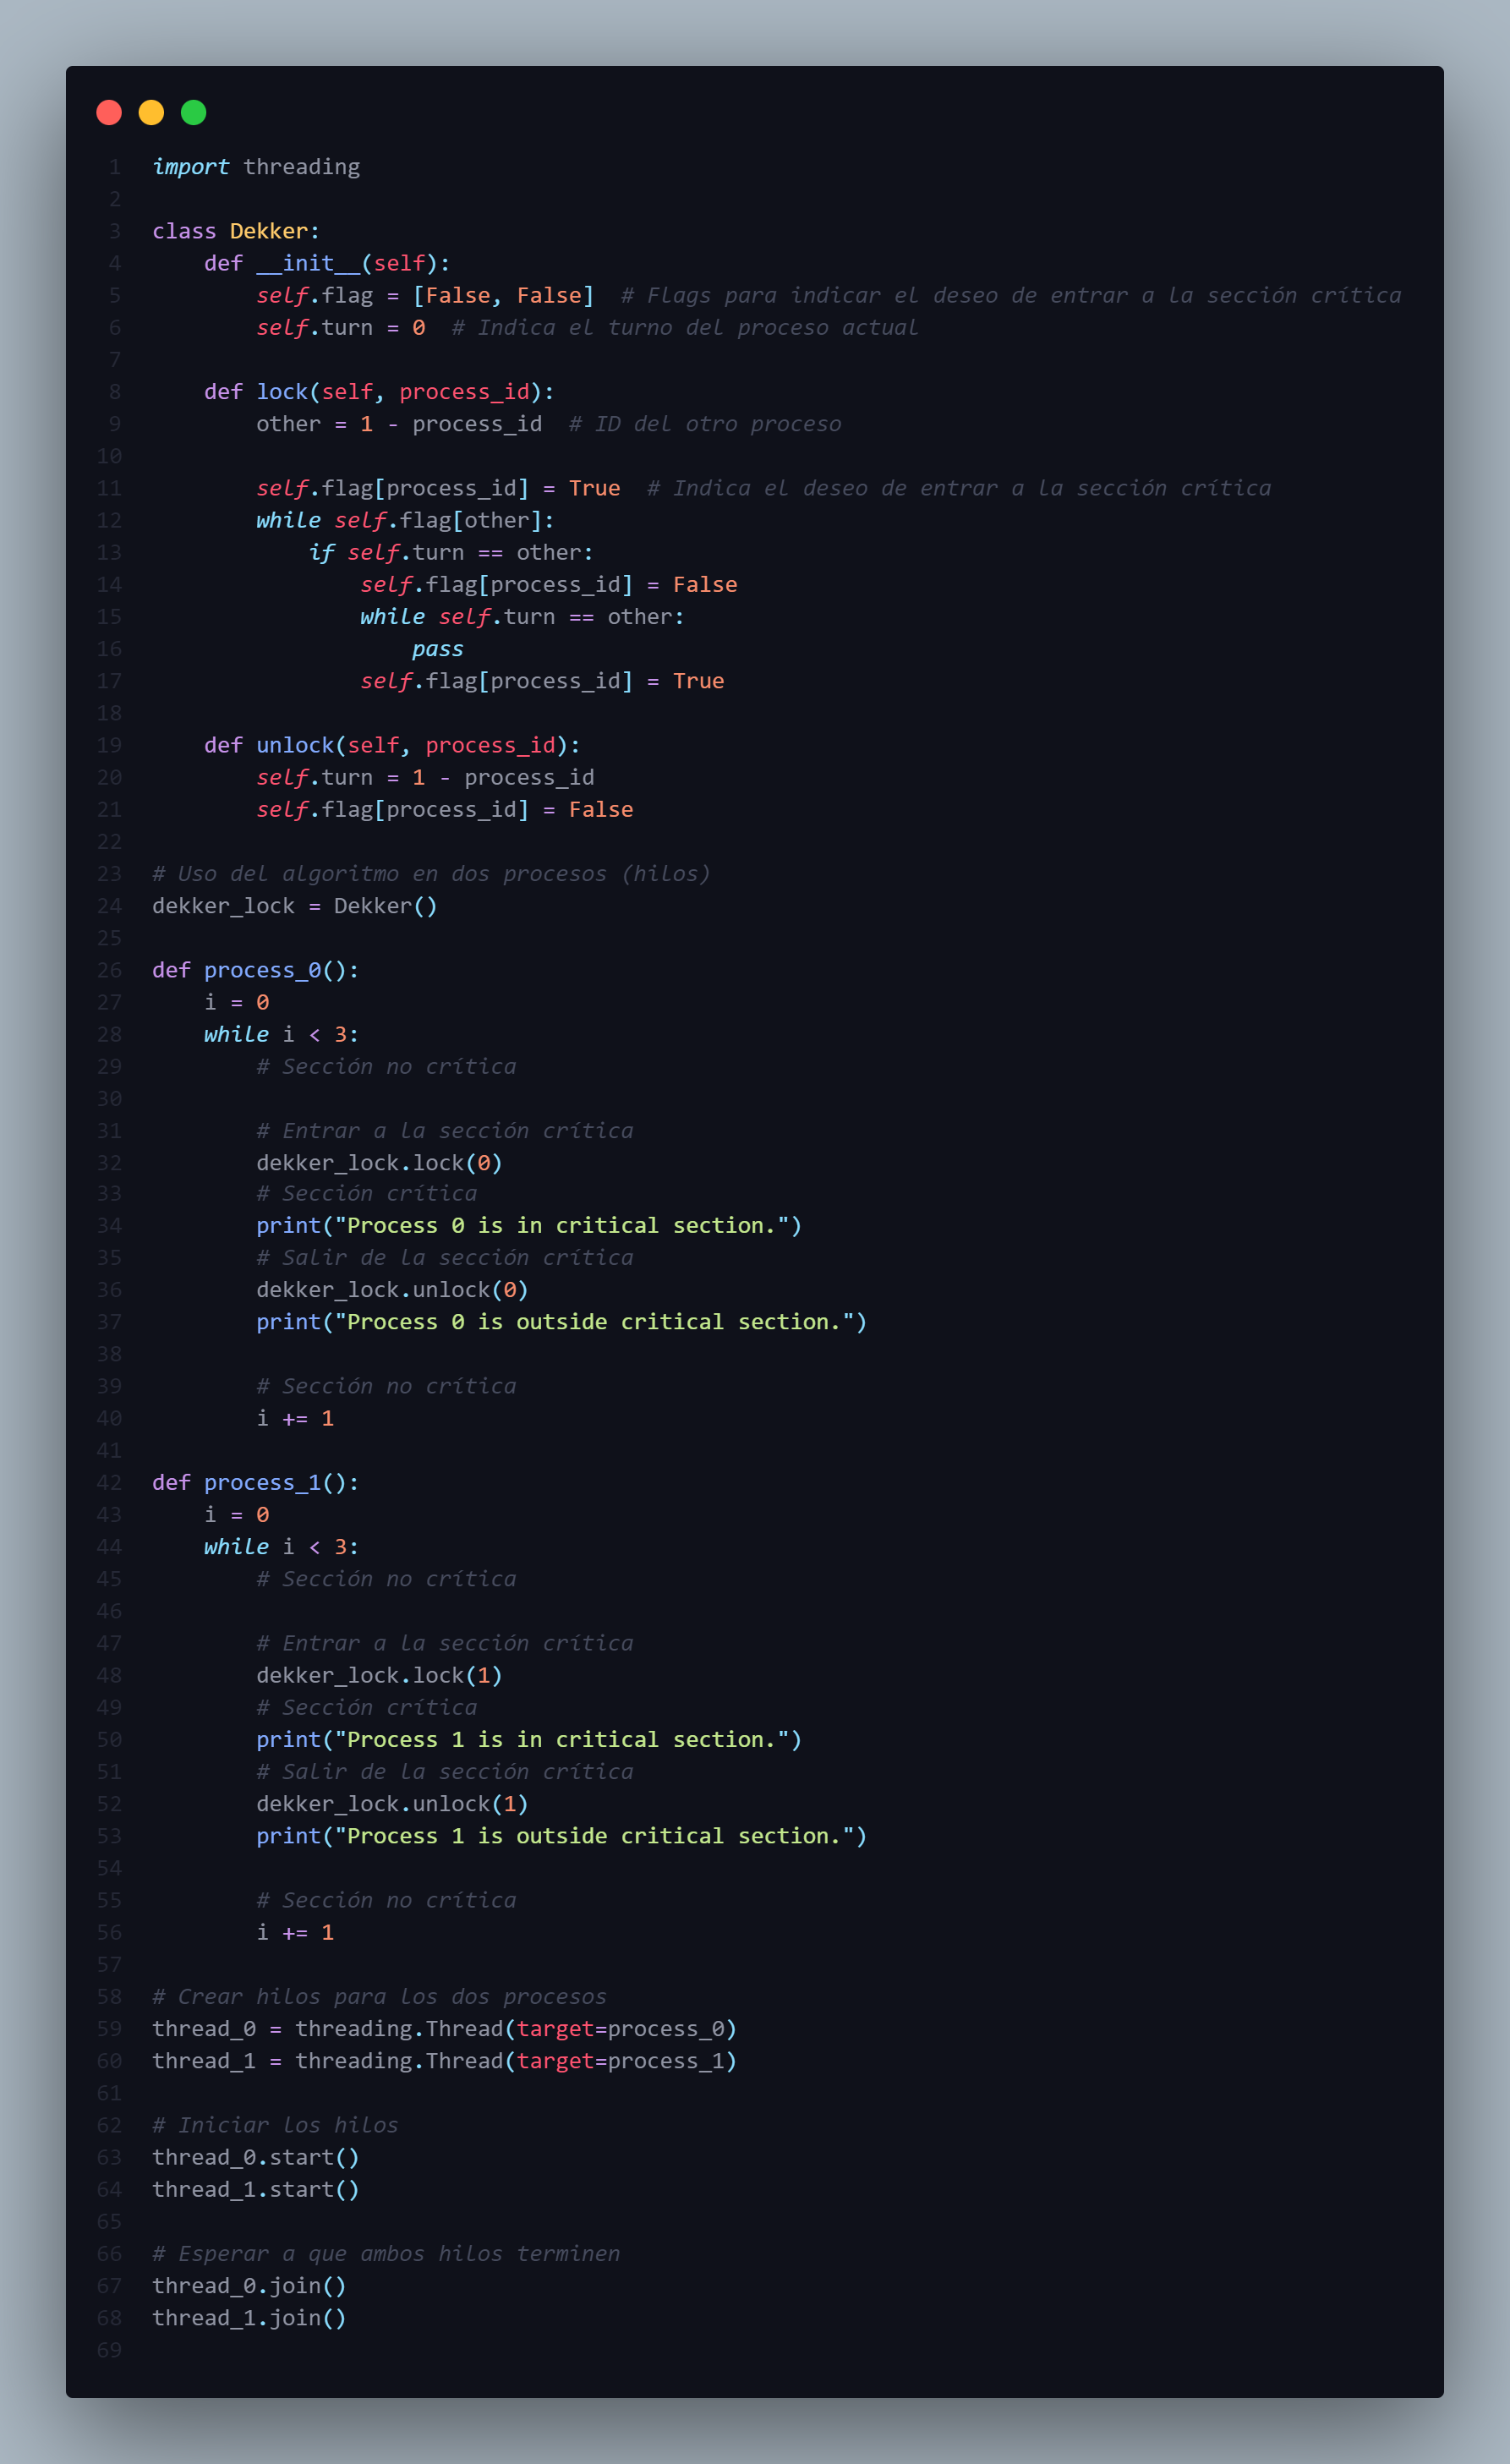 1 import threading
2
3 class Dekker:
4     def __init__(self):
5         self.flag = [False, False]  # Flags para indicar el deseo de entrar a la sección crítica
6         self.turn = 0  # Indica el turno del proceso actual
7
8     def lock(self, process_id):
9         other = 1 - process_id  # ID del otro proceso
10
11         self.flag[process_id] = True  # Indica el deseo de entrar a la sección crítica
12         while self.flag[other]:
13             if self.turn == other:
14                 self.flag[process_id] = False
15                 while self.turn == other:
16                     pass
17                 self.flag[process_id] = True
18
19     def unlock(self, process_id):
20         self.turn = 1 - process_id
21         self.flag[process_id] = False
22
23 # Uso del algoritmo en dos procesos (hilos)
24 dekker_lock = Dekker()
25
26 def process_0():
27     i = 0
28     while i < 3:
29         # Sección no crítica
30
31         # Entrar a la sección crítica
32         dekker_lock.lock(0)
33         # Sección crítica
34         print("Process 0 is in critical section.")
35         # Salir de la sección crítica
36         dekker_lock.unlock(0)
37         print("Process 0 is outside critical section.")
38
39         # Sección no crítica
40         i += 1
41
42 def process_1():
43     i = 0
44     while i < 3:
45         # Sección no crítica
46
47         # Entrar a la sección crítica
48         dekker_lock.lock(1)
49         # Sección crítica
50         print("Process 1 is in critical section.")
51         # Salir de la sección crítica
52         dekker_lock.unlock(1)
53         print("Process 1 is outside critical section.")
54
55         # Sección no crítica
56         i += 1
57
58 # Crear hilos para los dos procesos
59 thread_0 = threading.Thread(target=process_0)
60 thread_1 = threading.Thread(target=process_1)
61
62 # Iniciar los hilos
63 thread_0.start()
64 thread_1.start()
65
66 # Esperar a que ambos hilos terminen
67 thread_0.join()
68 thread_1.join()
69